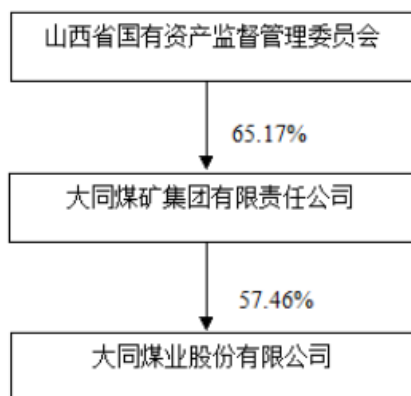 山西省国有资产监督管理委员会
65.17%
大同煤矿集团有限责任公司
57.46%
大同煤业股份有限公司